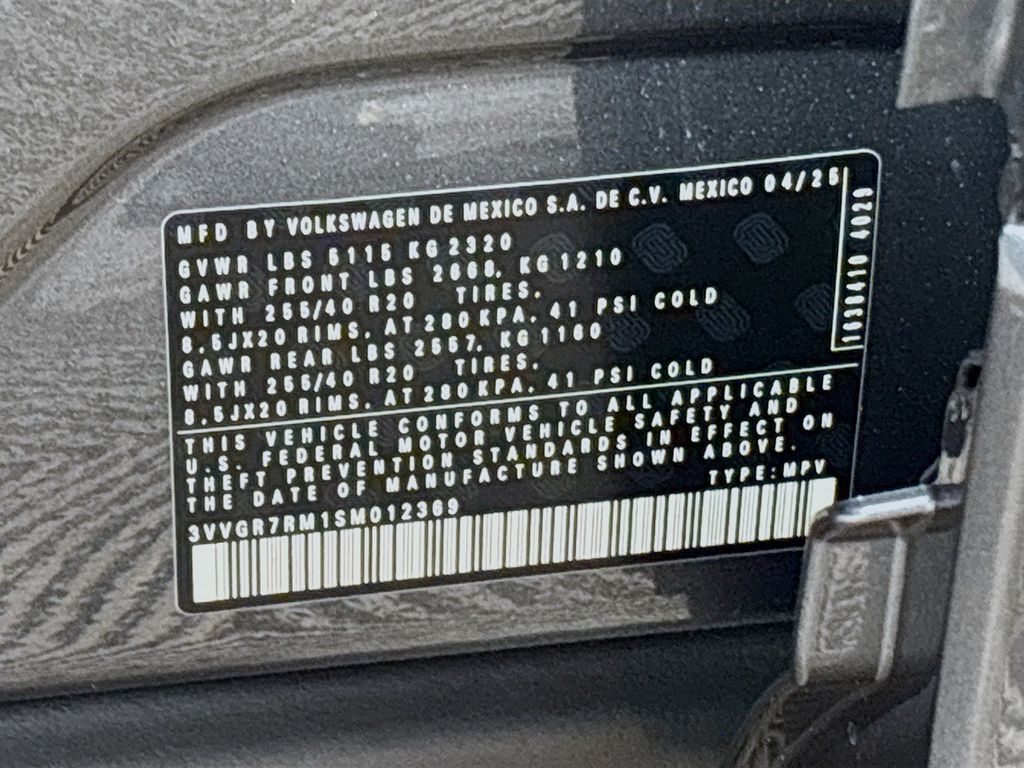 MFD BY VOLKSWAGEN DE MEXICO S.A. DE C.V. MEXICO 04/25
GVWR LBS 5115 KG 2320
GAWR FRONT LBS 2668. KG 1210
WITH 255/40 R20 TIRES.
8.5JX20 RIMS. AT 280 KPA. 41 PSI COLD
GAWR REAR LBS 2557. KG 1160
WITH 255/40 R20 TIRES.
8.5JX20 RIMS. AT 280 KPA. 41 PSI COLD
THIS VEHICLE CONFORMS TO ALL APPLICABLE
U.S. FEDERAL MOTOR VEHICLE SAFETY AND
THEFT PREVENTION STANDARDS IN EFFECT ON
THE DATE OF MANUFACTURE SHOWN ABOVE.
TYPE: MPV
3VVGR7RM1SM012369